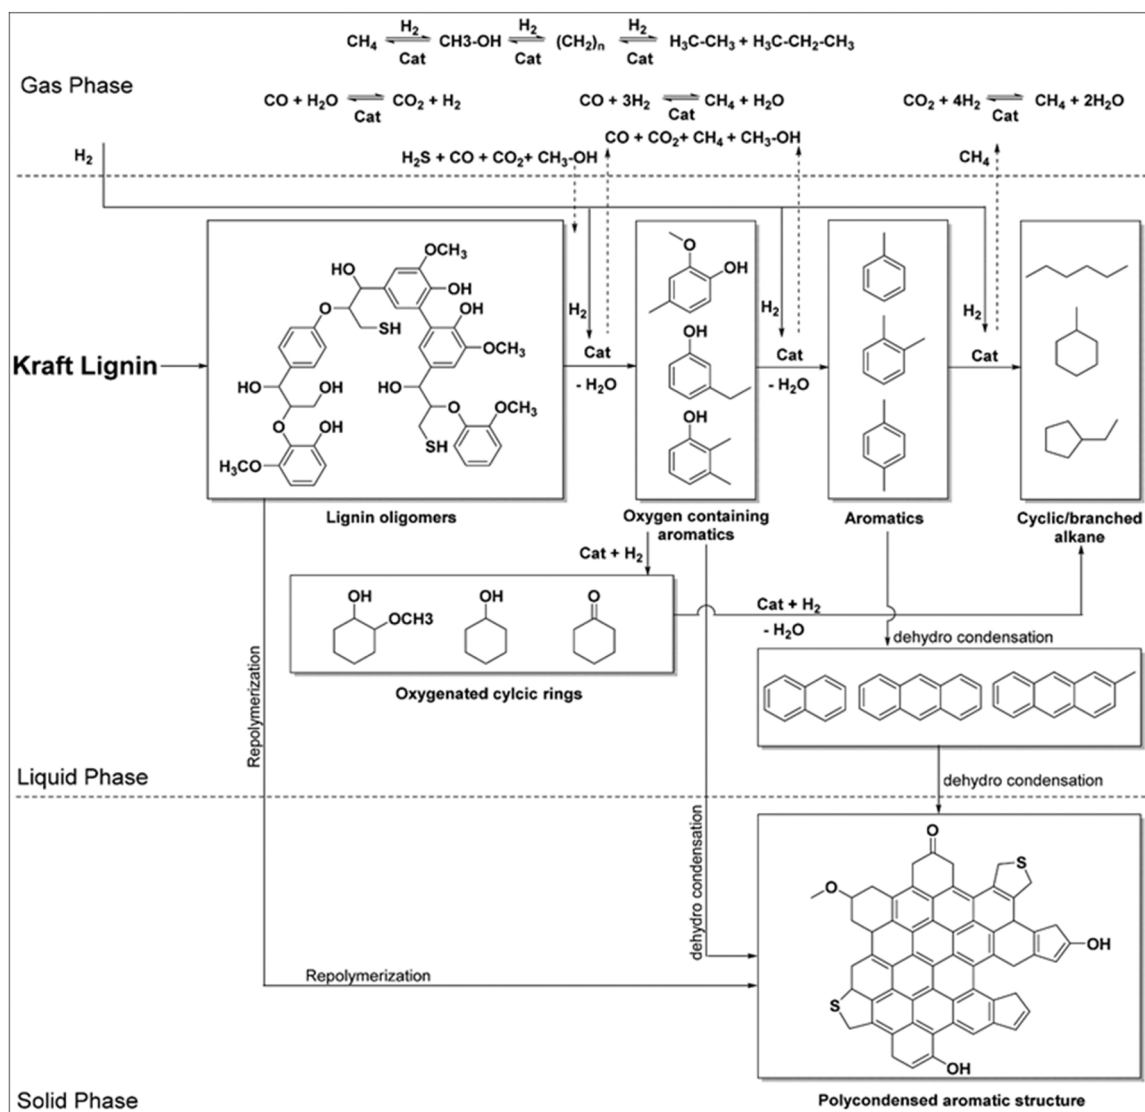 H₂ H₂ H₂
CH₄ ⇌ CH3-OH ⇌ (CH₂)ₙ ⇌ H₃C-CH₃ + H₃C-CH₂-CH₃
Cat Cat Cat
Gas Phase
CO + H₂O ⇌ CO₂ + H₂
Cat
CO + 3H₂ ⇌ CH₄ + H₂O
Cat
CO₂ + 4H₂ ⇌ CH₄ + 2H₂O
Cat
CO + CO₂+ CH₄ + CH₃-OH
H₂
H₂S + CO + CO₂+ CH₃-OH
CH₄
Kraft Lignin
HO
OCH₃
OH
OH
O
SH
OCH₃
HO
OH
HO
O
OH
O
OCH₃
H₃CO
SH
Lignin oligomers
H₂
Cat
- H₂O
O
OH
OH
OH
Oxygen containing
aromatics
H₂
Cat
- H₂O
Aromatics
H₂
Cat
Cyclic/branched
alkane
Cat + H₂
OH
OCH3
OH
O
Oxygenated cylcic rings
Cat + H₂
- H₂O
dehydro condensation
Repolymerization
Liquid Phase
dehydro condensation
dehydro condensation
Repolymerization
O
S
O
OH
S
OH
Polycondensed aromatic structure
Solid Phase